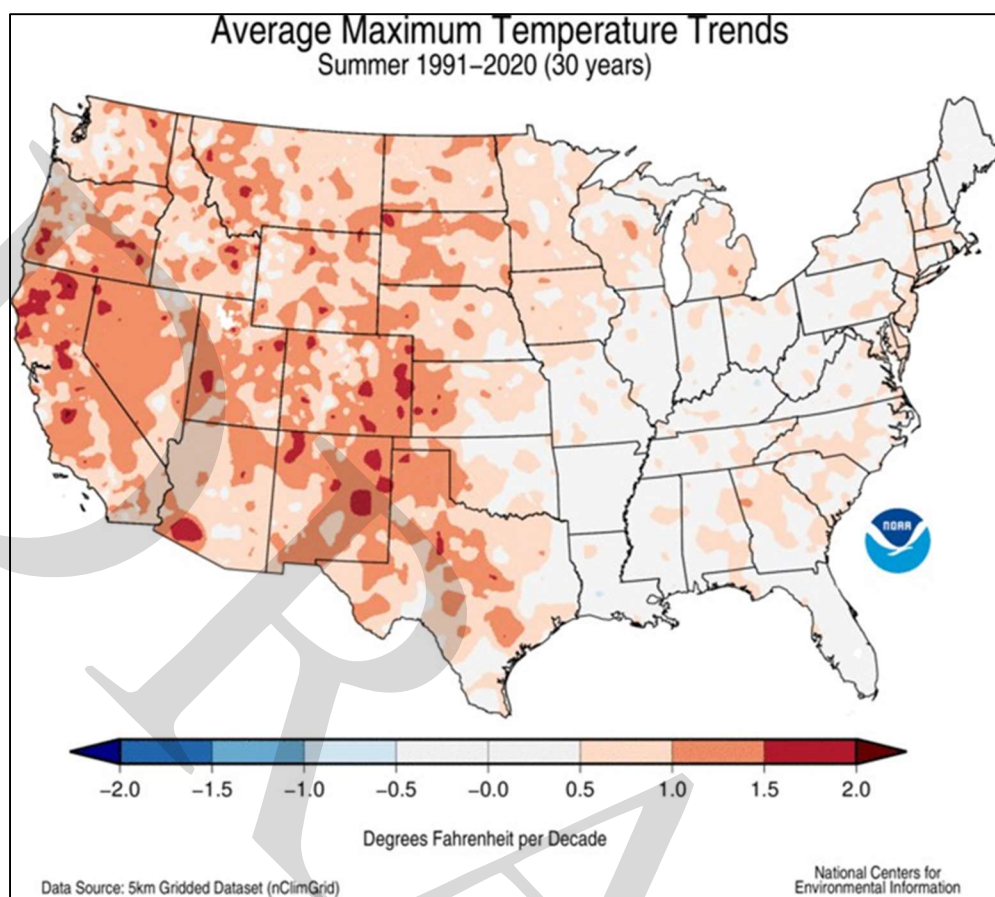 Average Maximum Temperature Trends
Summer 1991–2020 (30 years)
NOAA
-2.0 -1.5 -1.0 -0.5 -0.0 0.5 1.0 1.5 2.0
Degrees Fahrenheit per Decade
Data Source: 5km Gridded Dataset (nClimGrid)
National Centers for
Environmental Information